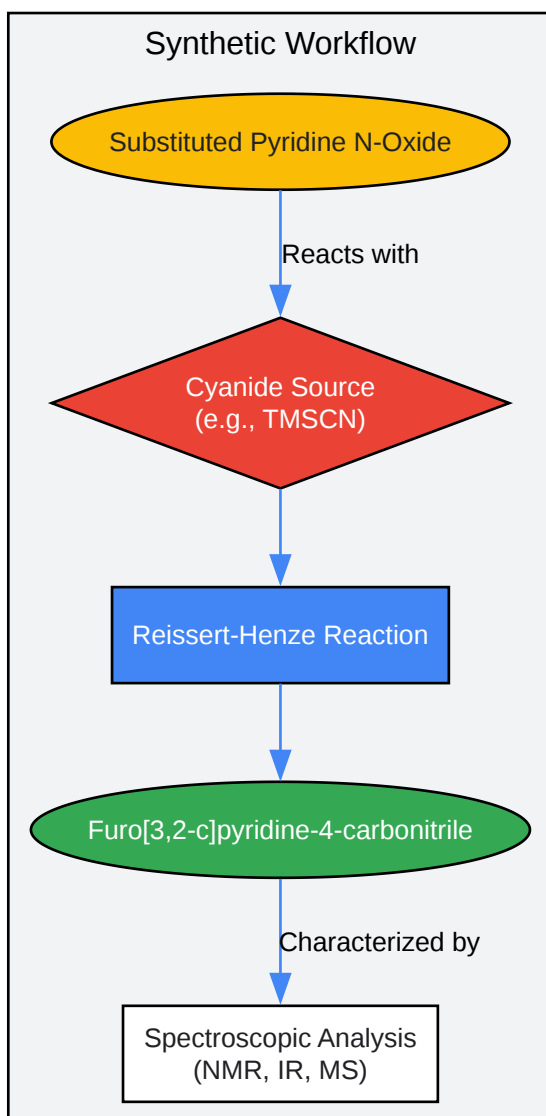 Synthetic Workflow
Substituted Pyridine N-Oxide
Reacts with
Cyanide Source
(e.g., TMSCN)
Reissert-Henze Reaction
Furo[3,2-c]pyridine-4-carbonitrile
Characterized by
Spectroscopic Analysis
(NMR, IR, MS)